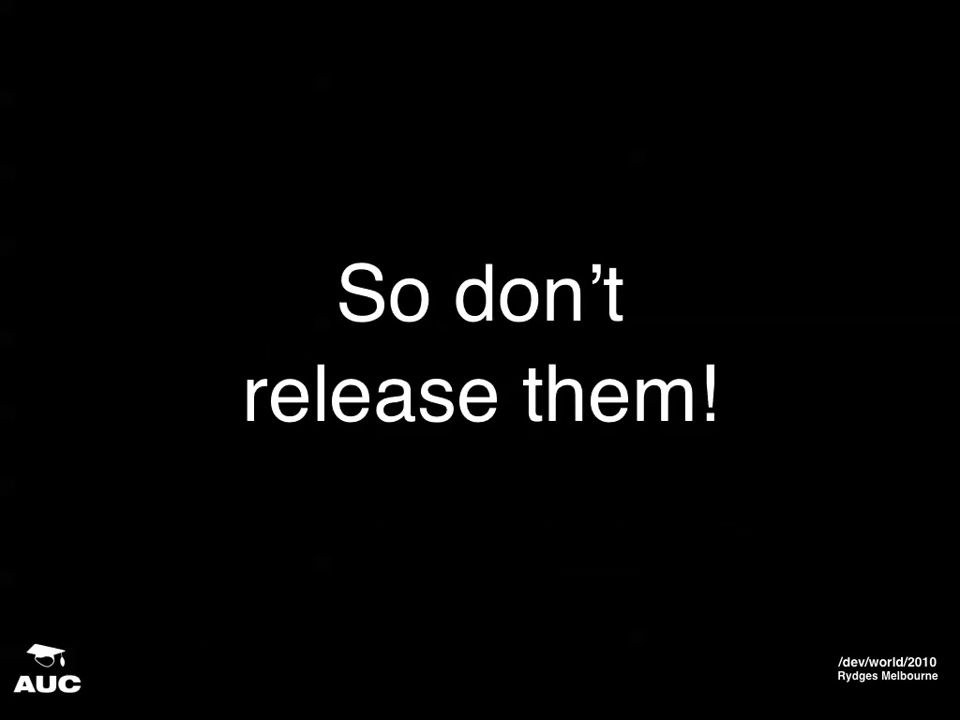 So don’t
release them!
AUC
/dev/world/2010
Rydges Melbourne